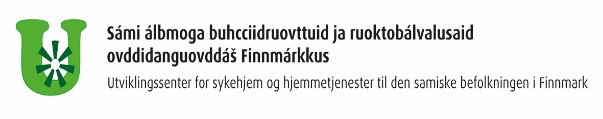 Sámi álbmoga buhcciidruovttuid ja ruoktobálvalusaid
ovddidanguovddáš Finnmárkkus
Utviklingssenter for sykehjem og hjemmetjenester til den samiske befolkningen i Finnmark